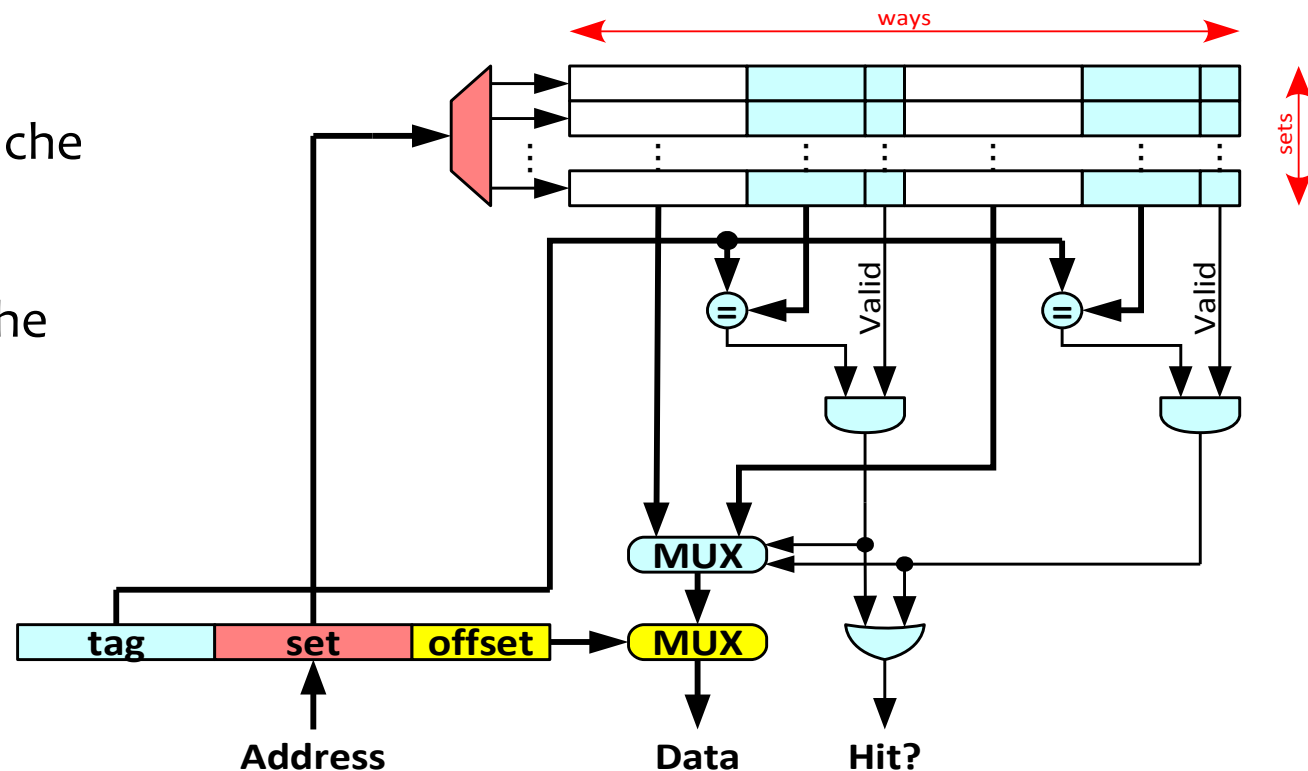 ways
sets
che
he
= Valid = Valid
MUX
tag set offset MUX
Address Data Hit?